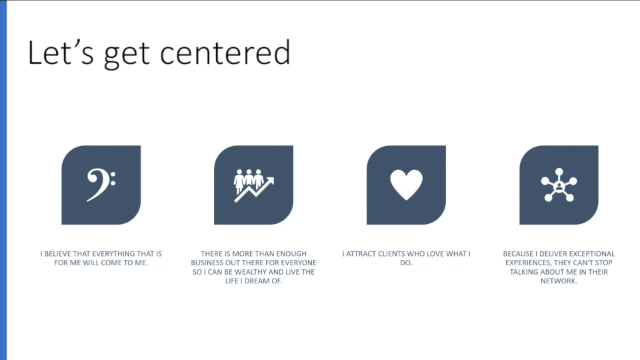 Let’s get centered
I BELIEVE THAT EVERYTHING THAT IS
FOR ME WILL COME TO ME.
THERE IS MORE THAN ENOUGH
BUSINESS OUT THERE FOR EVERYONE
SO I CAN BE WEALTHY AND LIVE THE
LIFE I DREAM OF.
I ATTRACT CLIENTS WHO LOVE WHAT I
DO.
BECAUSE I DELIVER EXCEPTIONAL
EXPERIENCES, THEY CAN’T STOP
TALKING ABOUT ME IN THEIR
NETWORK.